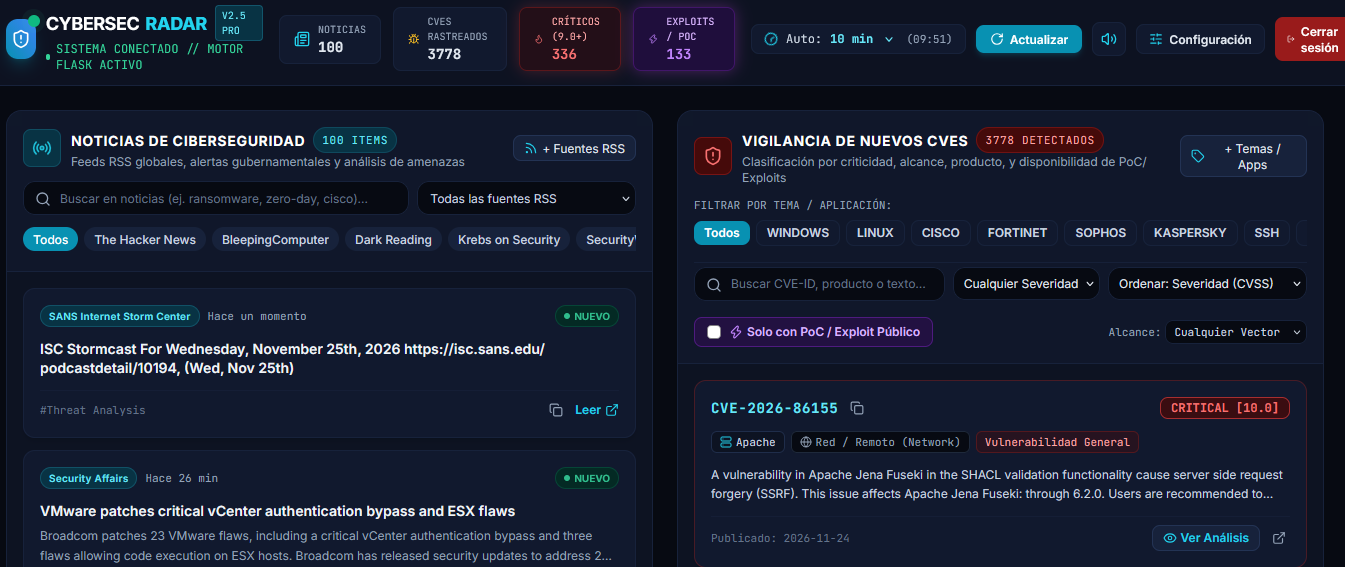 CYBERSEC RADAR
V2.5
PRO
SISTEMA CONECTADO // MOTOR
FLASK ACTIVO
NOTICIAS
100
CVES
RASTREADOS
3778
CRÍTICOS
(9.0+)
336
EXPLOITS
/ POC
133
Auto: 10 min (09:51)
Actualizar
Configuración
Cerrar
sesión
NOTICIAS DE CIBERSEGURIDAD 100 ITEMS
Feeds RSS globales, alertas gubernamentales y análisis de amenazas
+ Fuentes RSS
Buscar en noticias (ej. ransomware, zero-day, cisco)...
Todas las fuentes RSS
Todos The Hacker News BleepingComputer Dark Reading Krebs on Security Security
SANS Internet Storm Center Hace un momento NUEVO
ISC Stormcast For Wednesday, November 25th, 2026 https://isc.sans.edu/
podcastdetail/10194, (Wed, Nov 25th)
#Threat Analysis Leer
Security Affairs Hace 26 min NUEVO
VMware patches critical vCenter authentication bypass and ESX flaws
Broadcom patches 23 VMware flaws, including a critical vCenter authentication bypass and three
flaws allowing code execution on ESX hosts. Broadcom has released security updates to address 2...
VIGILANCIA DE NUEVOS CVES 3778 DETECTADOS
Clasificación por criticidad, alcance, producto, y disponibilidad de PoC/
Exploits
+ Temas /
Apps
FILTRAR POR TEMA / APLICACIÓN:
Todos WINDOWS LINUX CISCO FORTINET SOPHOS KASPERSKY SSH
Buscar CVE-ID, producto o texto...
Cualquier Severidad
Ordenar: Severidad (CVSS)
Solo con PoC / Exploit Público
Alcance: Cualquier Vector
CVE-2026-86155 CRITICAL [10.0]
Apache Red / Remoto (Network) Vulnerabilidad General
A vulnerability in Apache Jena Fuseki in the SHACL validation functionality cause server side request
forgery (SSRF). This issue affects Apache Jena Fuseki: through 6.2.0. Users are recommended to...
Publicado: 2026-11-24 Ver Análisis